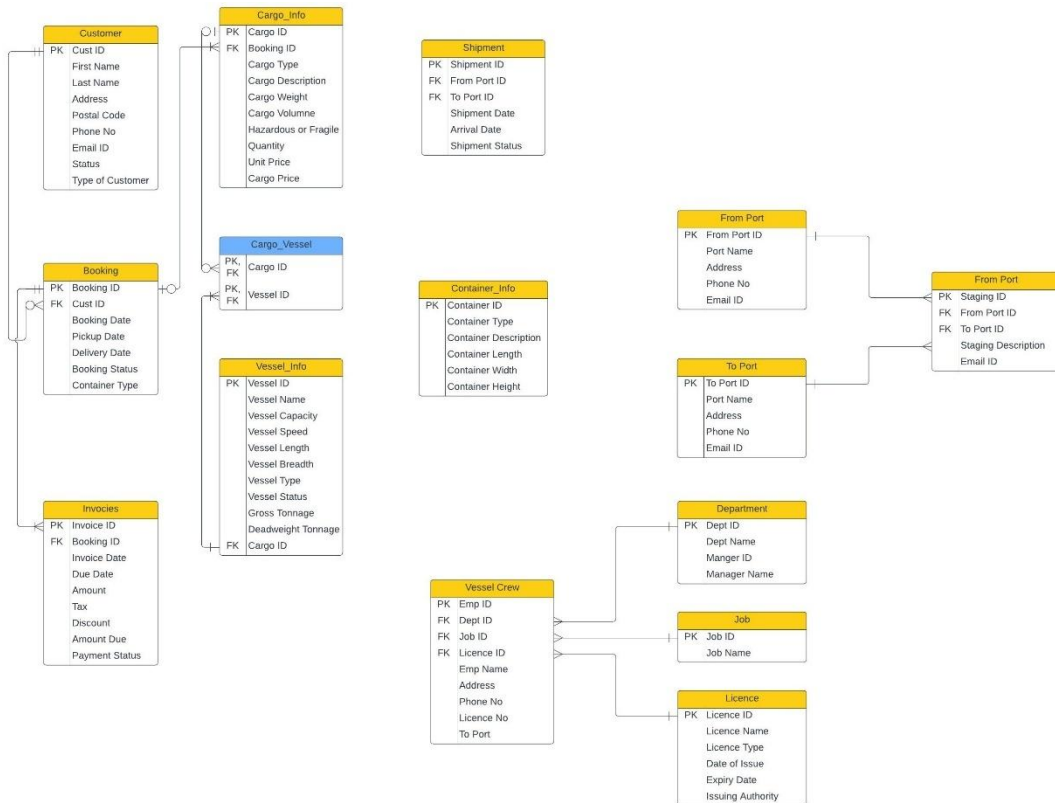 Customer
PK Cust ID
First Name
Last Name
Address
Postal Code
Phone No
Email ID
Status
Type of Customer
Cargo_Info
PK Cargo ID
FK Booking ID
Cargo Type
Cargo Description
Cargo Weight
Cargo Volumne
Hazardous or Fragile
Quantity
Unit Price
Cargo Price
Shipment
PK Shipment ID
FK From Port ID
FK To Port ID
Shipment Date
Arrival Date
Shipment Status
From Port
PK From Port ID
Port Name
Address
Phone No
Email ID
Booking
PK Booking ID
FK Cust ID
Booking Date
Pickup Date
Delivery Date
Booking Status
Container Type
Cargo_Vessel
PK, FK Cargo ID
PK, FK Vessel ID
Container_Info
PK Container ID
Container Type
Container Description
Container Length
Container Width
Container Height
From Port
PK Staging ID
FK From Port ID
FK To Port ID
Staging Description
Email ID
Vessel_Info
PK Vessel ID
Vessel Name
Vessel Capacity
Vessel Speed
Vessel Length
Vessel Breadth
Vessel Type
Vessel Status
Gross Tonnage
Deadweight Tonnage
FK Cargo ID
To Port
PK To Port ID
Port Name
Address
Phone No
Email ID
Invocies
PK Invoice ID
FK Booking ID
Invoice Date
Due Date
Amount
Tax
Discount
Amount Due
Payment Status
Department
PK Dept ID
Dept Name
Manger ID
Manager Name
Vessel Crew
PK Emp ID
FK Dept ID
FK Job ID
FK Licence ID
Emp Name
Address
Phone No
Licence No
To Port
Job
PK Job ID
Job Name
Licence
PK Licence ID
Licence Name
Licence Type
Date of Issue
Expiry Date
Issuing Authority